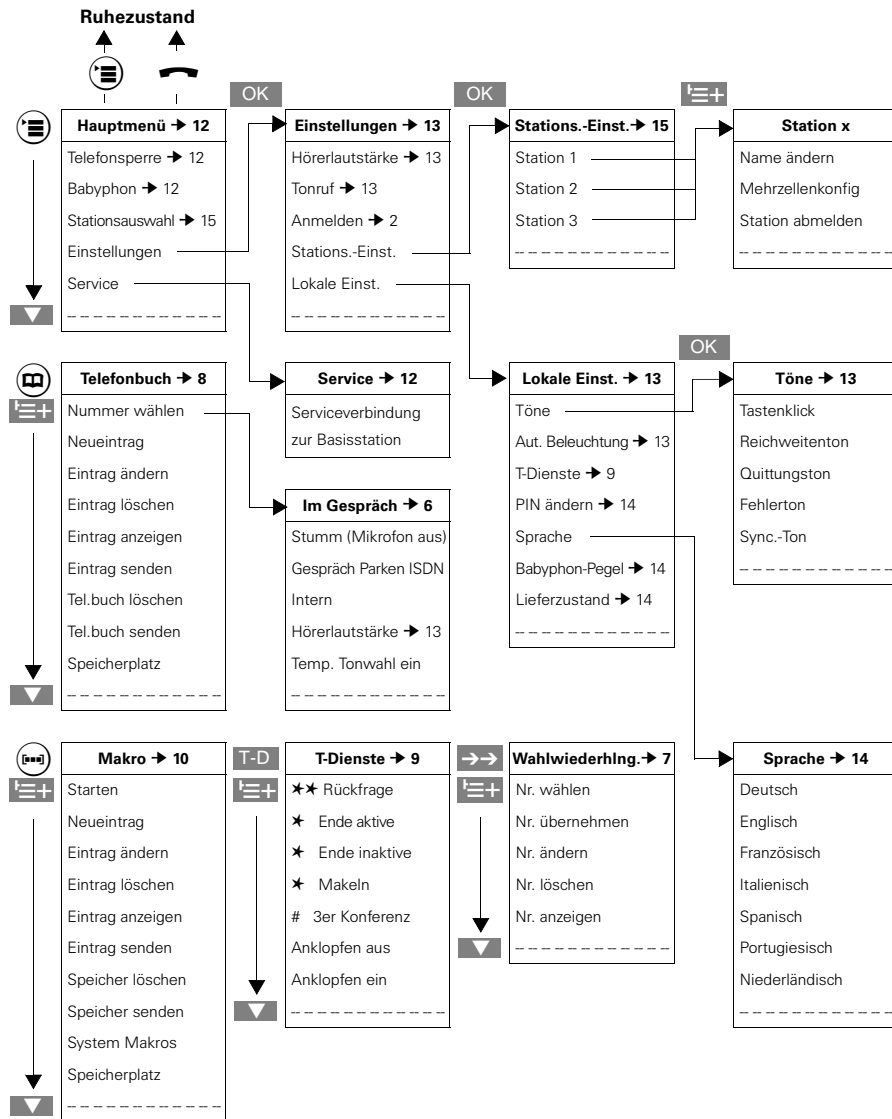 Ruhezustand
OK
OK
Hauptmenü ➔ 12
Telefonsperre ➔ 12
Babyphon ➔ 12
Stationsauswahl ➔ 15
Einstellungen
Service
Einstellungen ➔ 13
Hörerlautstärke ➔ 13
Tonruf ➔ 13
Anmelden ➔ 2
Stations.-Einst.
Lokale Einst.
Stations.-Einst. ➔ 15
Station 1
Station 2
Station 3
Station x
Name ändern
Mehrzellenkonfig
Station abmelden
Telefonbuch ➔ 8
Nummer wählen
Neueintrag
Eintrag ändern
Eintrag löschen
Eintrag anzeigen
Eintrag senden
Tel.buch löschen
Tel.buch senden
Speicherplatz
Service ➔ 12
Serviceverbindung
zur Basisstation
Im Gespräch ➔ 6
Stumm (Mikrofon aus)
Gespräch Parken ISDN
Intern
Hörerlautstärke ➔ 13
Temp. Tonwahl ein
Lokale Einst. ➔ 13
Töne
Aut. Beleuchtung ➔ 13
T-Dienste ➔ 9
PIN ändern ➔ 14
Sprache
Babyphon-Pegel ➔ 14
Lieferzustand ➔ 14
OK
Töne ➔ 13
Tastenklick
Reichweitenton
Quittungston
Fehlerton
Sync.-Ton
Makro ➔ 10
Starten
Neueintrag
Eintrag ändern
Eintrag löschen
Eintrag anzeigen
Eintrag senden
Speicher löschen
Speicher senden
System Makros
Speicherplatz
T-D
T-Dienste ➔ 9
✶✶ Rückfrage
✶ Ende aktive
✶ Ende inaktive
✶ Makeln
# 3er Konferenz
Anklopfen aus
Anklopfen ein
Wahlwiederhlng. ➔ 7
Nr. wählen
Nr. übernehmen
Nr. ändern
Nr. löschen
Nr. anzeigen
Sprache ➔ 14
Deutsch
Englisch
Französisch
Italienisch
Spanisch
Portugiesisch
Niederländisch